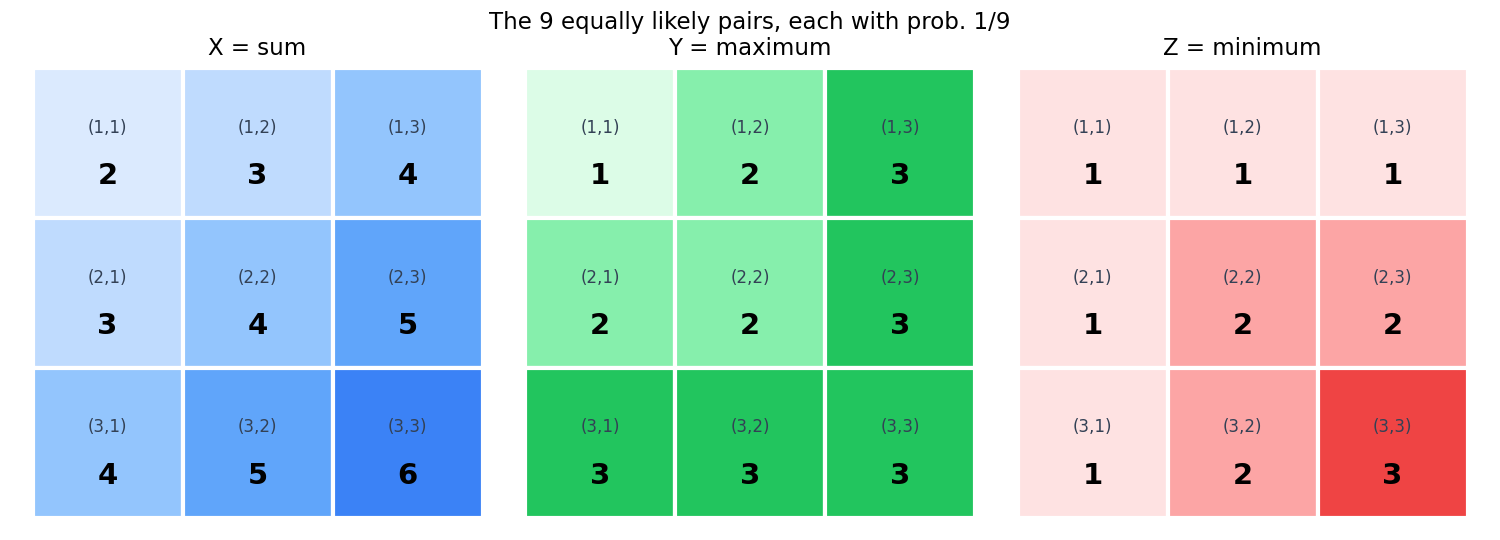 The 9 equally likely pairs, each with prob. 1/9
X = sum
(1,1) (1,2) (1,3)
2 3 4
(2,1) (2,2) (2,3)
3 4 5
(3,1) (3,2) (3,3)
4 5 6
Y = maximum
(1,1) (1,2) (1,3)
1 2 3
(2,1) (2,2) (2,3)
2 2 3
(3,1) (3,2) (3,3)
3 3 3
Z = minimum
(1,1) (1,2) (1,3)
1 1 1
(2,1) (2,2) (2,3)
1 2 2
(3,1) (3,2) (3,3)
1 2 3